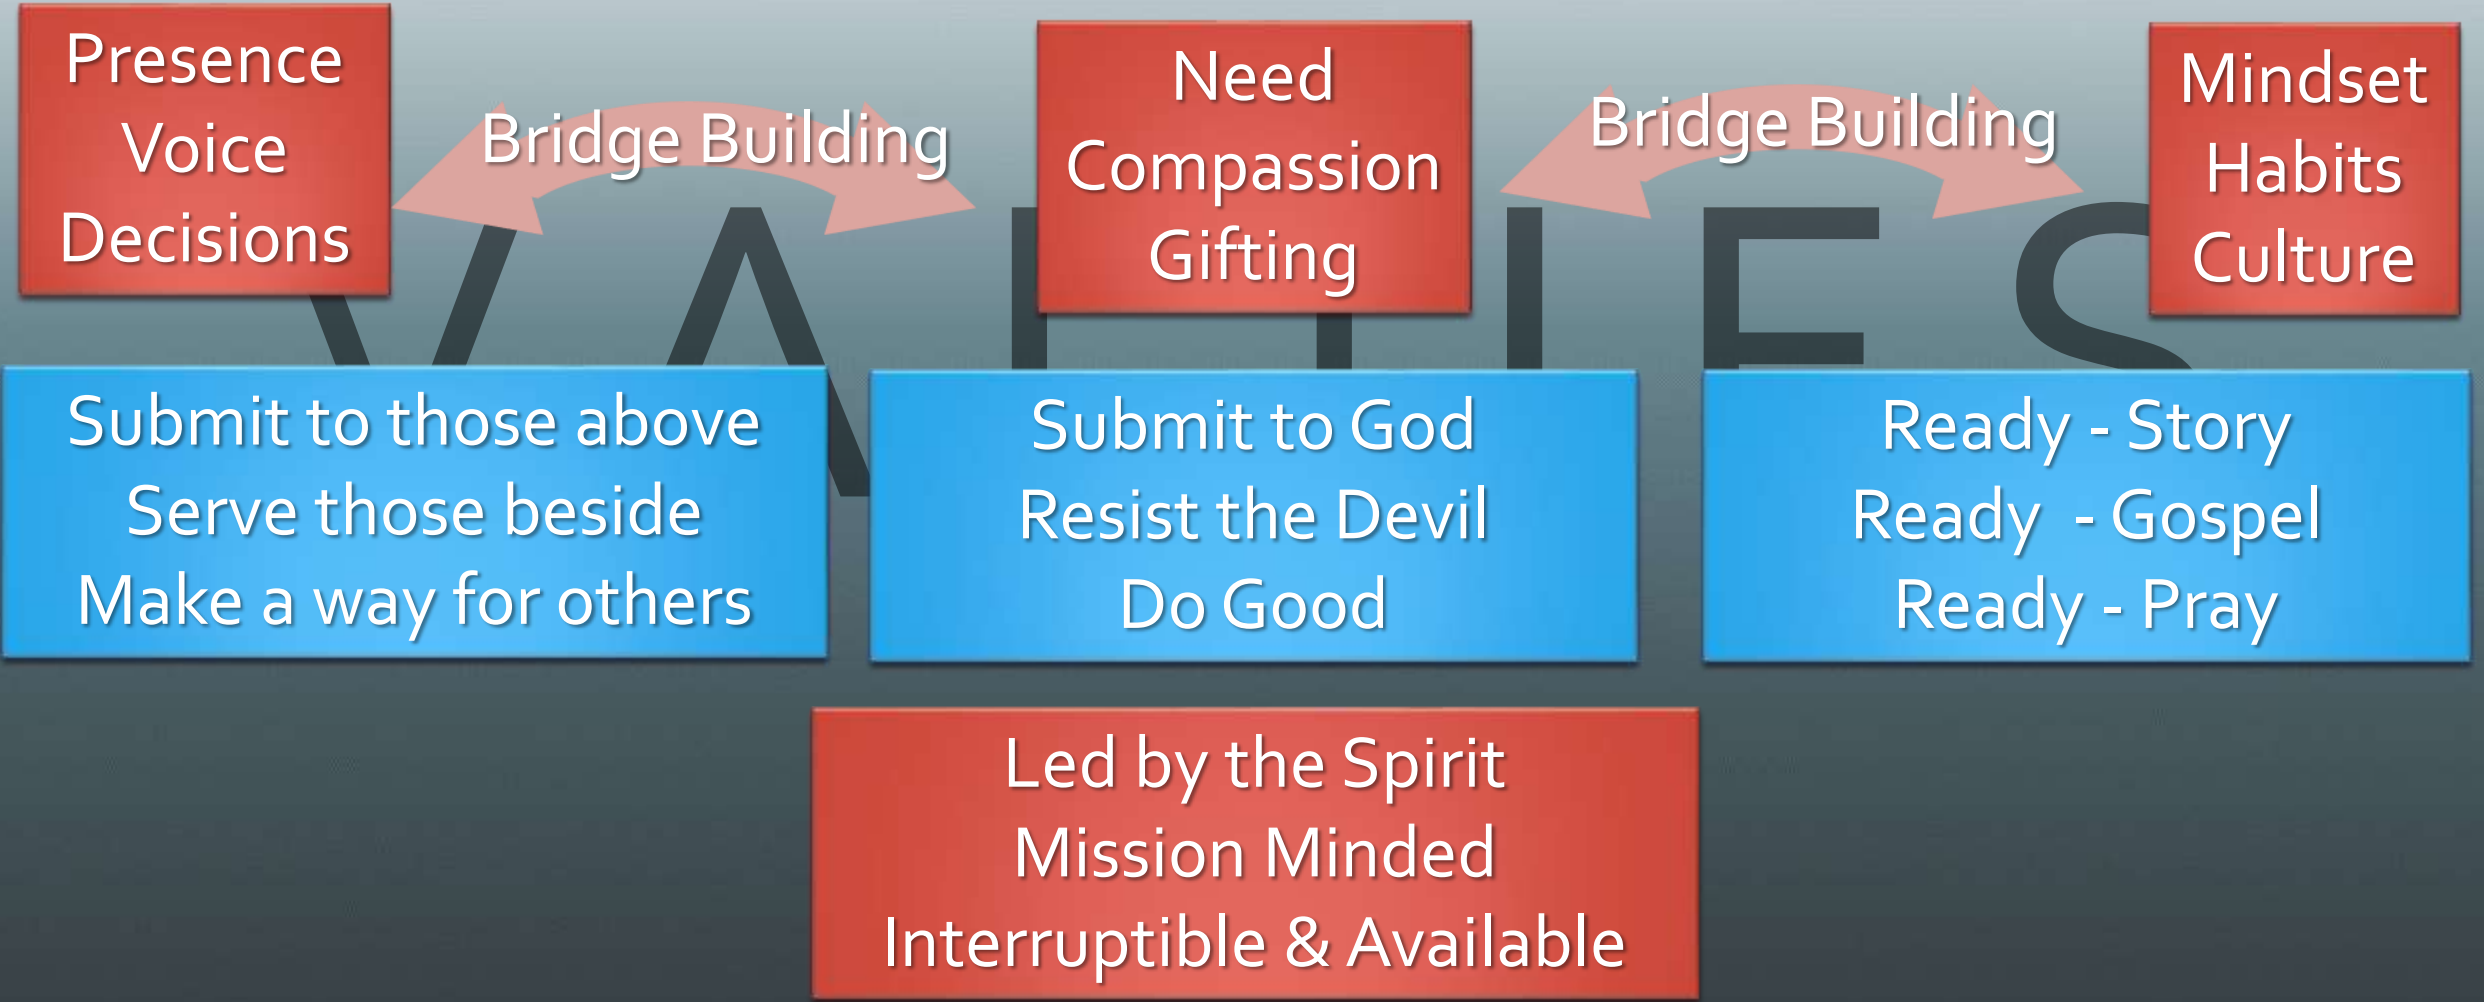 Presence
Voice
Decisions
Bridge Building
Need
Compassion
Gifting
Bridge Building
Mindset
Habits
Culture
VALUES
Submit to those above
Serve those beside
Make a way for others
Submit to God
Resist the Devil
Do Good
Ready - Story
Ready  - Gospel
Ready - Pray
Led by the Spirit
Mission Minded
Interruptible & Available